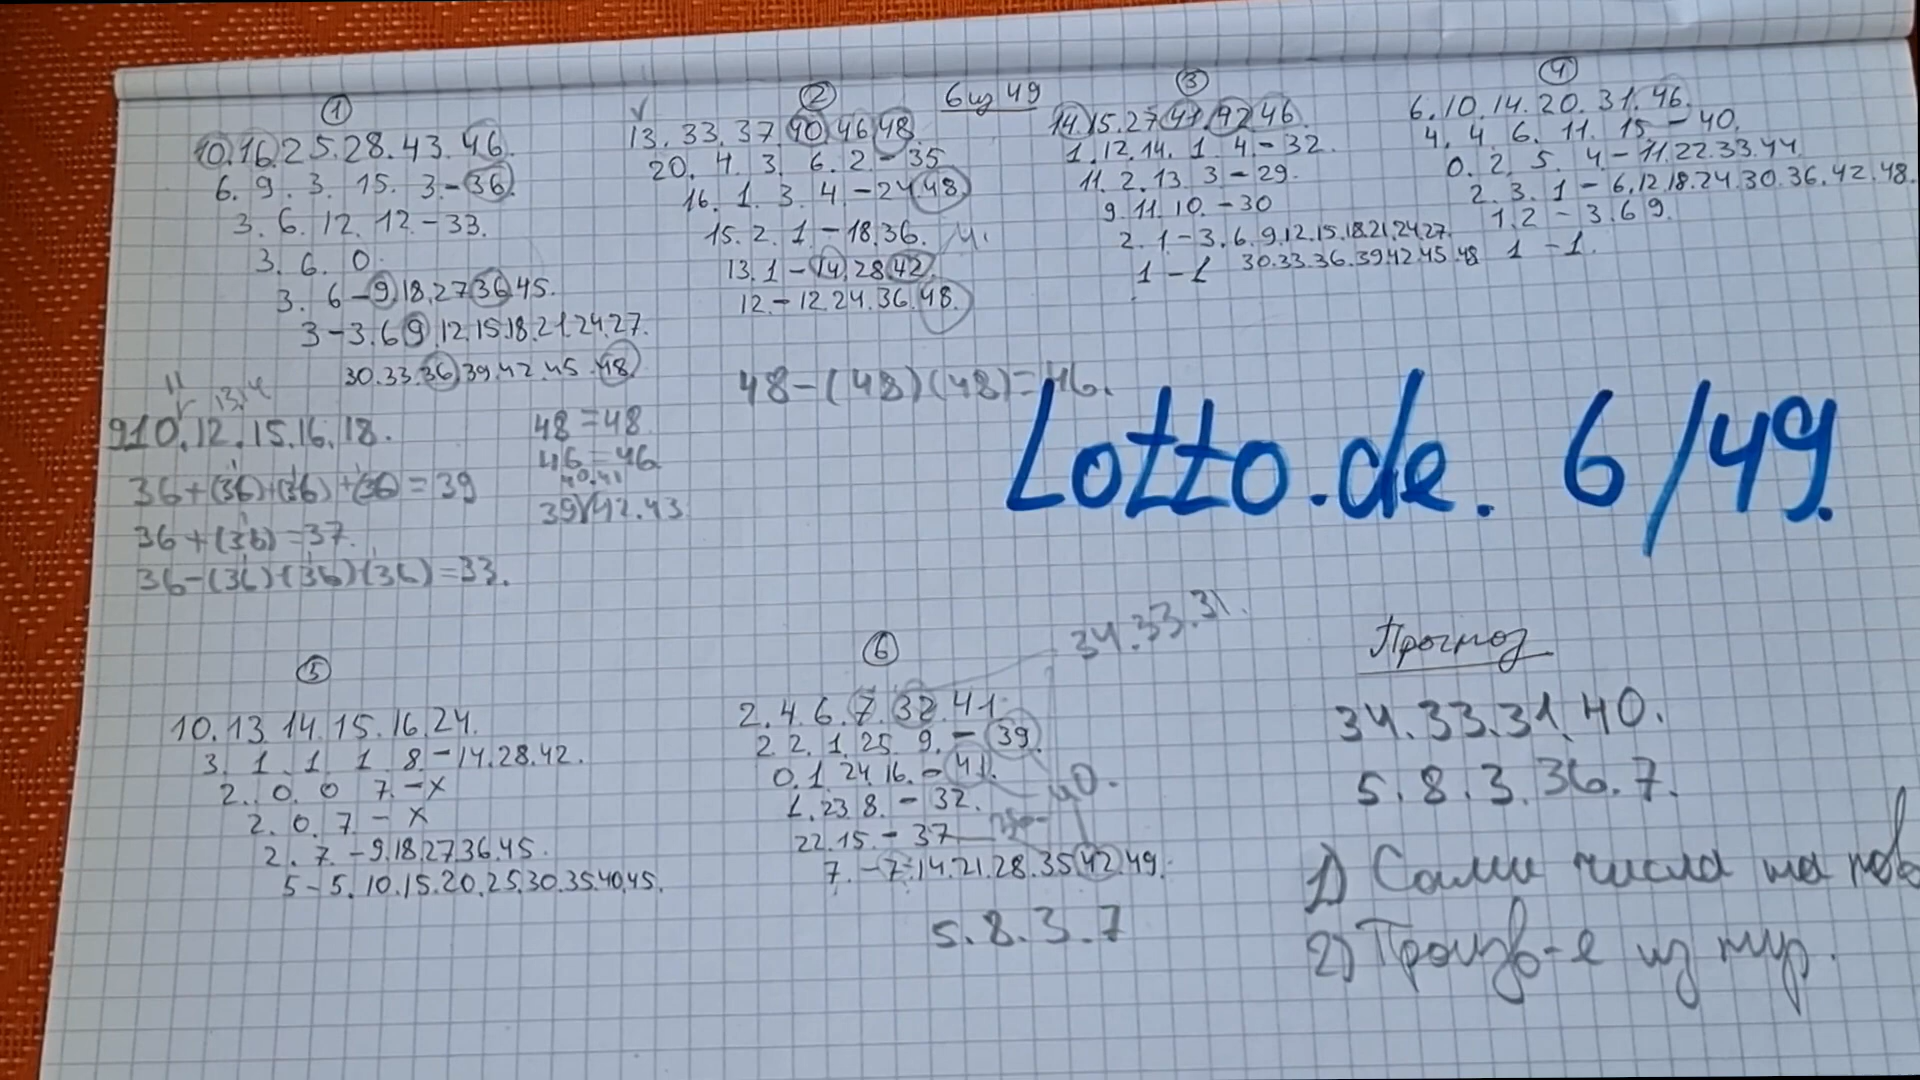 6 из 49
①
10.16.25.28.43.46.
6. 9. 3. 15. 3-36.
3. 6. 12. 12-33.
3. 6. 0.
3. 6-9.18.27.36.45.
3-3.6.9.12.15.18.21.24.27.
30.33.36.39.42.45.48
②
13.33.37.40.46.48
20. 4. 3. 6. 2-35
16. 1. 3. 4-24.48
15. 2. 1-18.36.
13.1-14.28.42.
12-12.24.36.48.
③
14.15.27.41.42.46
1.12.14. 1. 4-32.
11. 2. 13. 3-29.
9. 11. 10.-30
2. 1-3.6.9.12.15.18.21.24.27.
30.33.36.39.42.45.48
1-1
④
6.10.14.20.31.46.
4. 4. 6. 11. 15-40.
0. 2. 5. 4-11.22.33.44
2. 3. 1-6.12.18.24.30.36.42.48.
1.2-3.6.9.
1-1.
11
13.14
9 10.12.15.16.18.
36+(36)+(36)+(36)=39
36+(36)=37.
36-(36)(36)(36)=33.
48=48
46=46
40.41
39 42.43
48-(48)(48)=46.
Lotto.de. 6/49.
⑤
10.13.14.15.16.24.
3. 1. 1. 1. 8-14.28.42.
2. 0. 0 7.-x
2. 0. 7-x
2. 7.-9.18.27.36.45.
5-5.10.15.20.25.30.35.40.45.
⑥
34.33.31.
2.4.6.7.32.41.
2 2. 1.25. 9.-39.
0.1.24.16.-41.
40.
1.23.8.-32.
22.15.-37
7.-7.14.21.28.35.42.49.
5.8.3.7
Прогноз
34.33.31.40.
5.8.3.36.7.
1) Сами числа на
2) Произв-е из